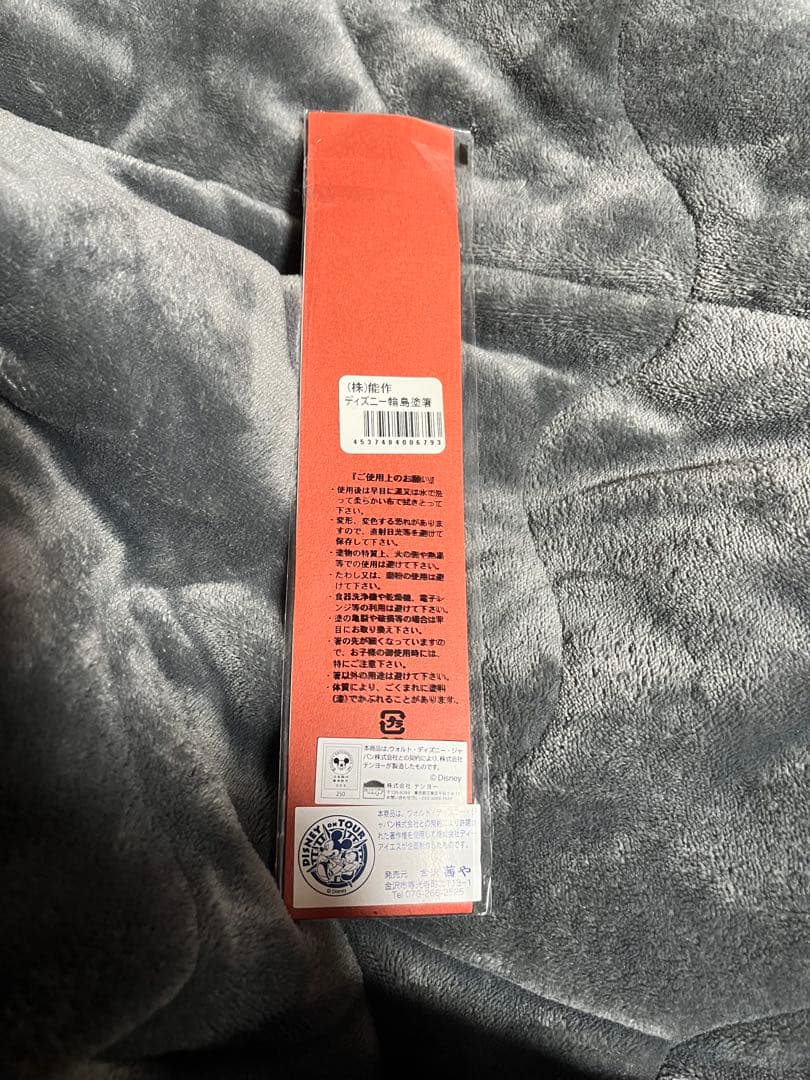 (株)能作
ディズニー輪島塗箸
4537484006793
『ご使用上のお願い』
・使用後は早目に温又は水で洗
って柔らかい布で拭きとって
下さい。
・変形、変色する恐れがありま
すので、直射日光等を避けて
保存して下さい。
・塗物の特質上、火の側や熱湯
等での使用は避けて下さい。
・たわし又は、磨粉の使用は避
けて下さい。
・食器洗浄機や乾燥機、電子レ
ンジ等の利用は避けて下さい。
・塗の亀裂や破損等の場合は早
目にお取り換え下さい。
・箸の先が細くなっていますの
で、お子様の御使用時には、
特にご注意下さい。
・箸以外の用途は避けて下さい。
・体質により、ごくまれに塗料
(漆)でかぶれることがあります。
プラ
本商品は、ウォルト・ディズニー・ジャ
パン株式会社との契約により、株式会社
テンヨーが製造したものです。
© Disney
250
株式会社 テンヨー
本商品は、ウォルト・ディズニー・ジ
ャパン株式会社との契約により許諾さ
れた著作権を使用して株式会社ディー
アイエスが企画制作したものです。
DISNEY ON TOUR
© Disney
発売元 金沢 茜や
Tel 076-266-2525